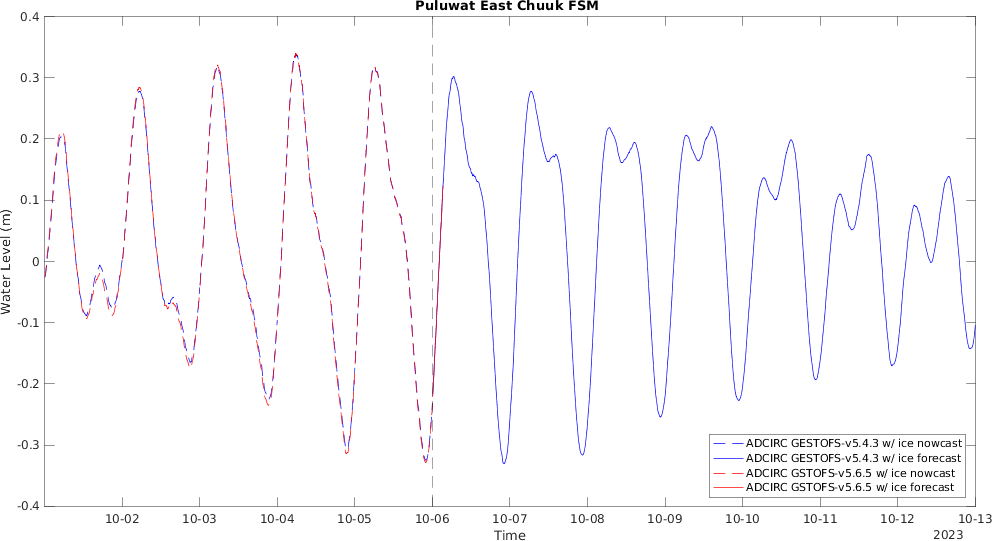 Puluwat East Chuuk FSM
0.4
0.3
0.2
0.1
0
-0.1
-0.2
-0.3
-0.4
Water Level (m)
10-02 10-03 10-04 10-05 10-06 10-07 10-08 10-09 10-10 10-11 10-12 10-13
Time
2023
ADCIRC GESTOFS-v5.4.3 w/ ice nowcast
ADCIRC GESTOFS-v5.4.3 w/ ice forecast
ADCIRC GSTOFS-v5.6.5 w/ ice nowcast
ADCIRC GSTOFS-v5.6.5 w/ ice forecast